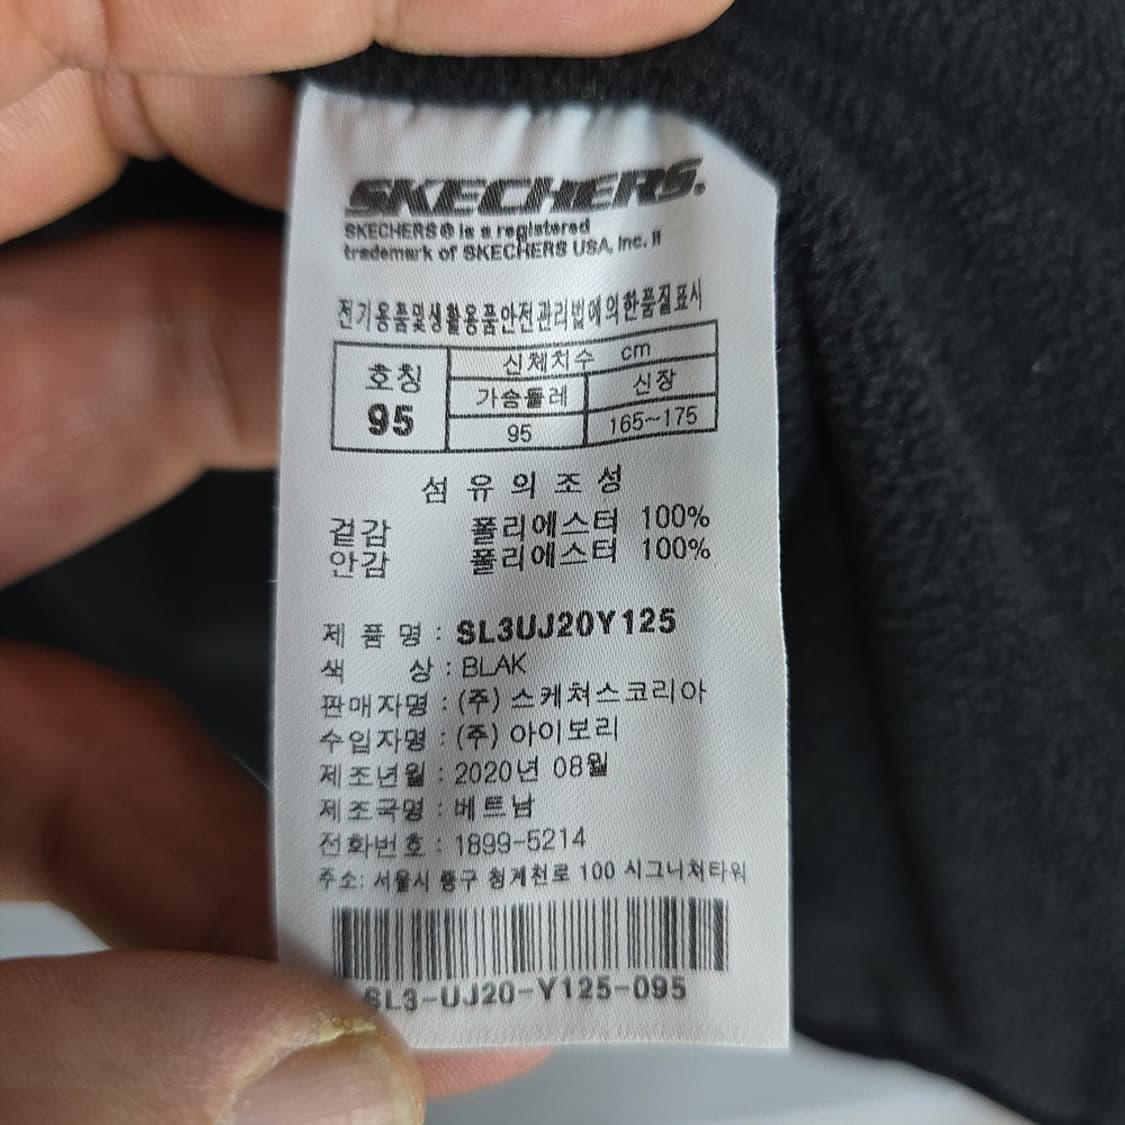 SKECHERS.
SKECHERS® is a registered
trademark of SKECHERS USA, Inc. II
전기용품및생활용품안전관리법에의한품질표시
호칭 신체치수 cm
95 가슴둘레 신장
95 165~175
섬 유 의 조 성
겉감 폴리에스터 100%
안감 폴리에스터 100%
제 품 명 : SL3UJ20Y125
색 상 : BLAK
판매자명 : (주) 스케쳐스코리아
수입자명 : (주) 아이보리
제조년월 : 2020년 08월
제조국명 : 베트남
전화번호 : 1899-5214
주소: 서울시 중구 청계천로 100 시그니쳐타워
SL3-UJ20-Y125-095